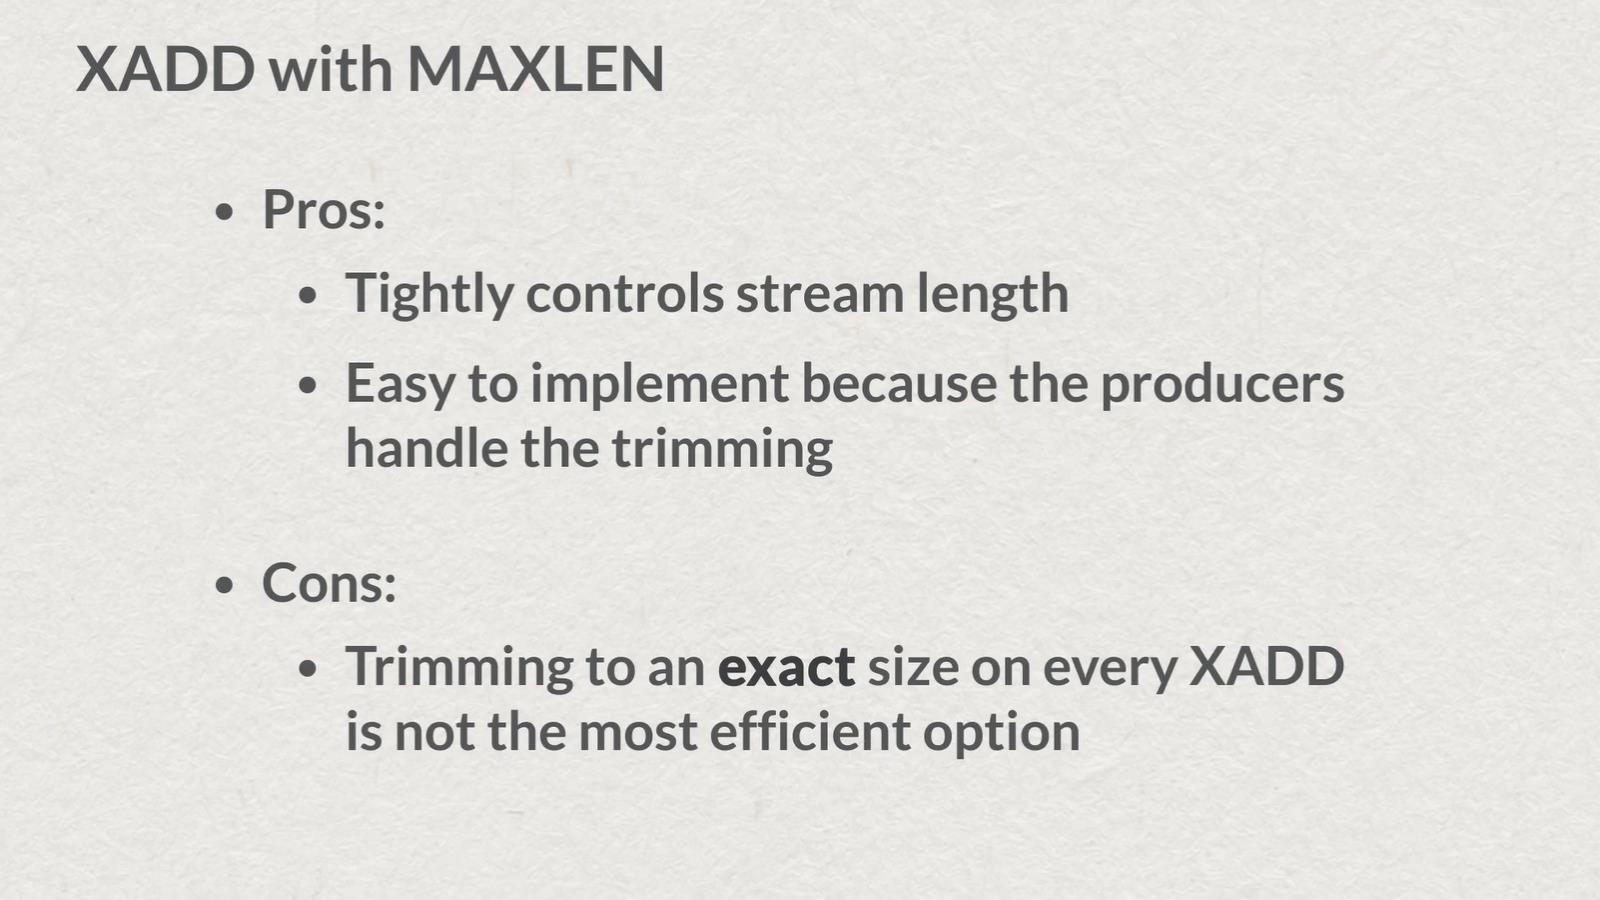 XADD with MAXLEN
• Pros:
• Tightly controls stream length
• Easy to implement because the producers
handle the trimming
• Cons:
• Trimming to an exact size on every XADD
is not the most efficient option